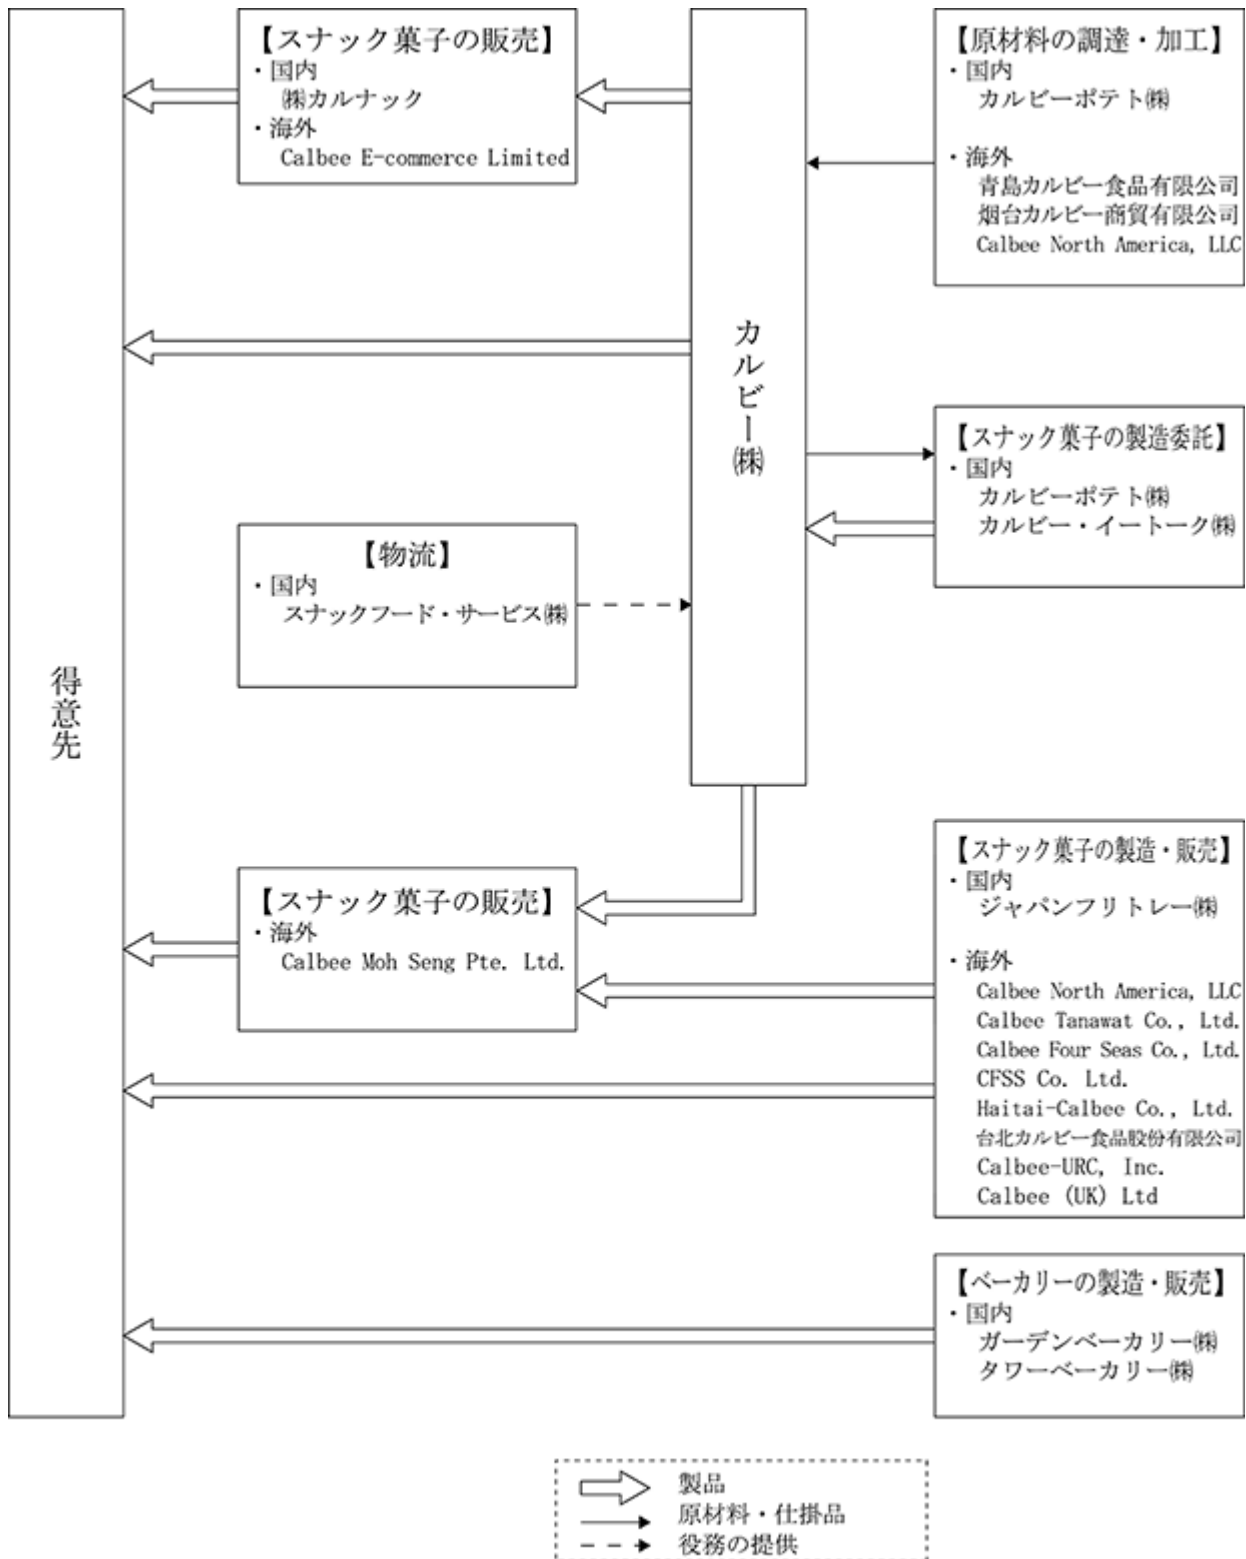 【スナック菓子の販売】
・国内
㈱カルナック
・海外
Calbee E-commerce Limited
【原材料の調達・加工】
・国内
カルビーポテト㈱
・海外
青島カルビー食品有限公司
烟台カルビー商貿有限公司
Calbee North America, LLC
カルビー㈱
【スナック菓子の製造委託】
・国内
カルビーポテト㈱
カルビー・イートーク㈱
【物流】
・国内
スナックフード・サービス㈱
得意先
【スナック菓子の販売】
・海外
Calbee Moh Seng Pte. Ltd.
【スナック菓子の製造・販売】
・国内
ジャパンフリトレー㈱
・海外
Calbee North America, LLC
Calbee Tanawat Co., Ltd.
Calbee Four Seas Co., Ltd.
CFSS Co. Ltd.
Haitai-Calbee Co., Ltd.
台北カルビー食品股份有限公司
Calbee-URC, Inc.
Calbee (UK) Ltd
【ベーカリーの製造・販売】
・国内
ガーデンベーカリー㈱
タワーベーカリー㈱
製品
原材料・仕掛品
役務の提供